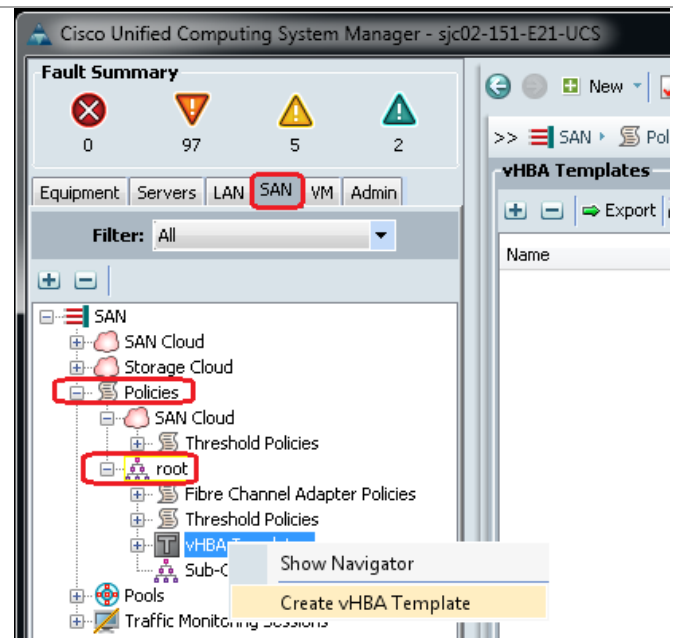 Cisco Unified Computing System Manager - sjc02-151-E21-UCS
Fault Summary
0 97 5 2
New
>> SAN Pol
vHBA Templates
Equipment Servers LAN SAN VM Admin
Export
Filter: All
Name
SAN
SAN Cloud
Storage Cloud
Policies
SAN Cloud
Threshold Policies
root
Fibre Channel Adapter Policies
Threshold Policies
vHBA
Show Navigator
Create vHBA Template
Pools
Traffic Monitoring Sessions